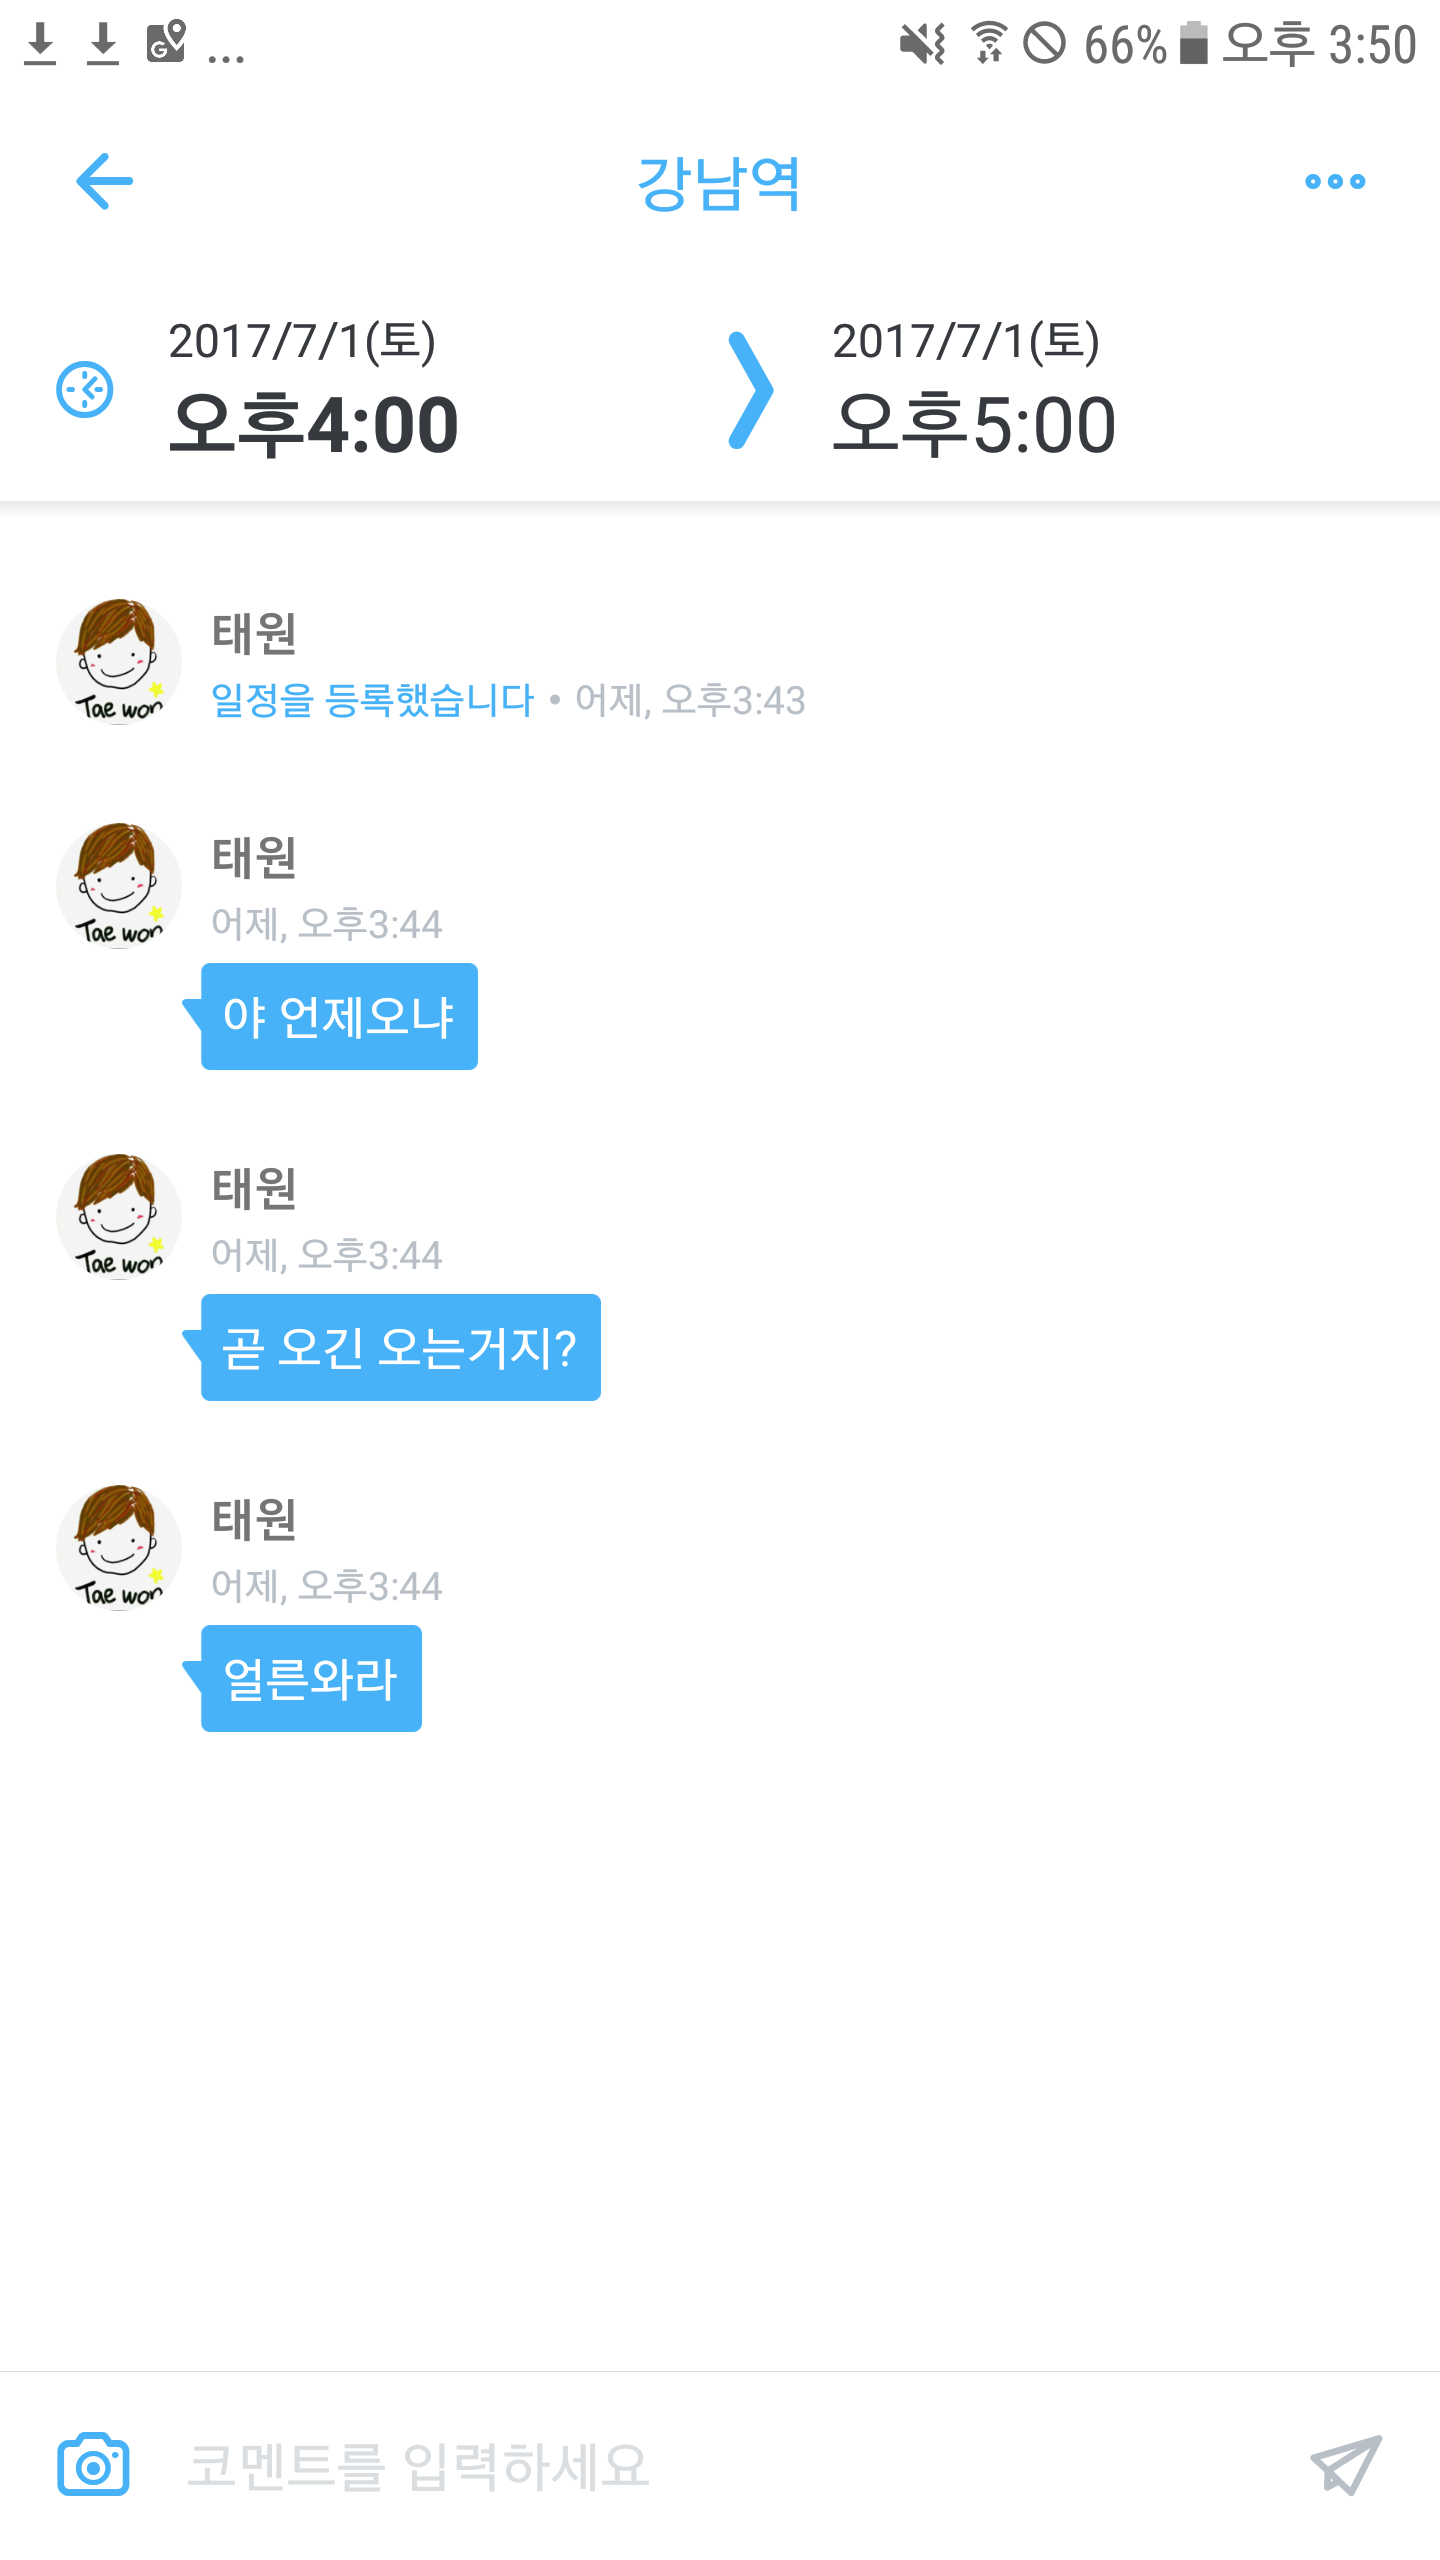 ... 66% 오후 3:50
강남역
2017/7/1(토) 2017/7/1(토)
오후4:00 오후5:00
태원
Tae won
일정을 등록했습니다 • 어제, 오후3:43
태원
Tae won
어제, 오후3:44
야 언제오냐
태원
Tae won
어제, 오후3:44
곧 오긴 오는거지?
태원
Tae won
어제, 오후3:44
얼른와라
코멘트를 입력하세요